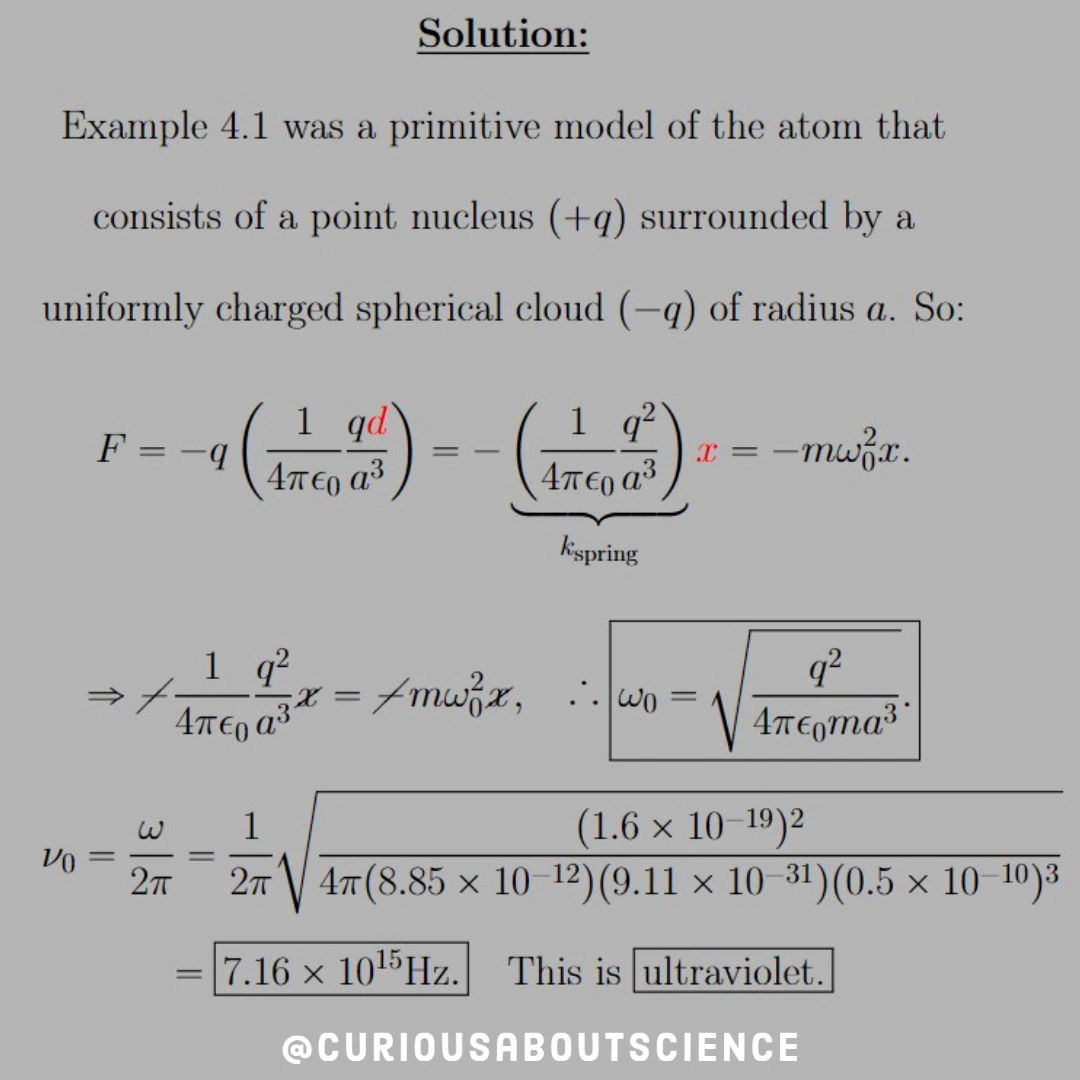 Solution:
Example 4.1 was a primitive model of the atom that
consists of a point nucleus (+q) surrounded by a
uniformly charged spherical cloud (−q) of radius a. So:
F = −q (1/4πϵ₀ qd/a³) = − (1/4πϵ₀ q²/a³) x = −mω₀²x.
k_spring
⇒ −1/4πϵ₀ q²/a³ x = −mω₀²x, ∴ ω₀ = √(q²/4πϵ₀ma³).
ν₀ = ω/2π = 1/2π √((1.6 × 10⁻¹⁹)²/4π(8.85 × 10⁻¹²)(9.11 × 10⁻³¹)(0.5 × 10⁻¹⁰)³)
= 7.16 × 10¹⁵Hz. This is ultraviolet.
@CURIOUSABOUTSCIENCE